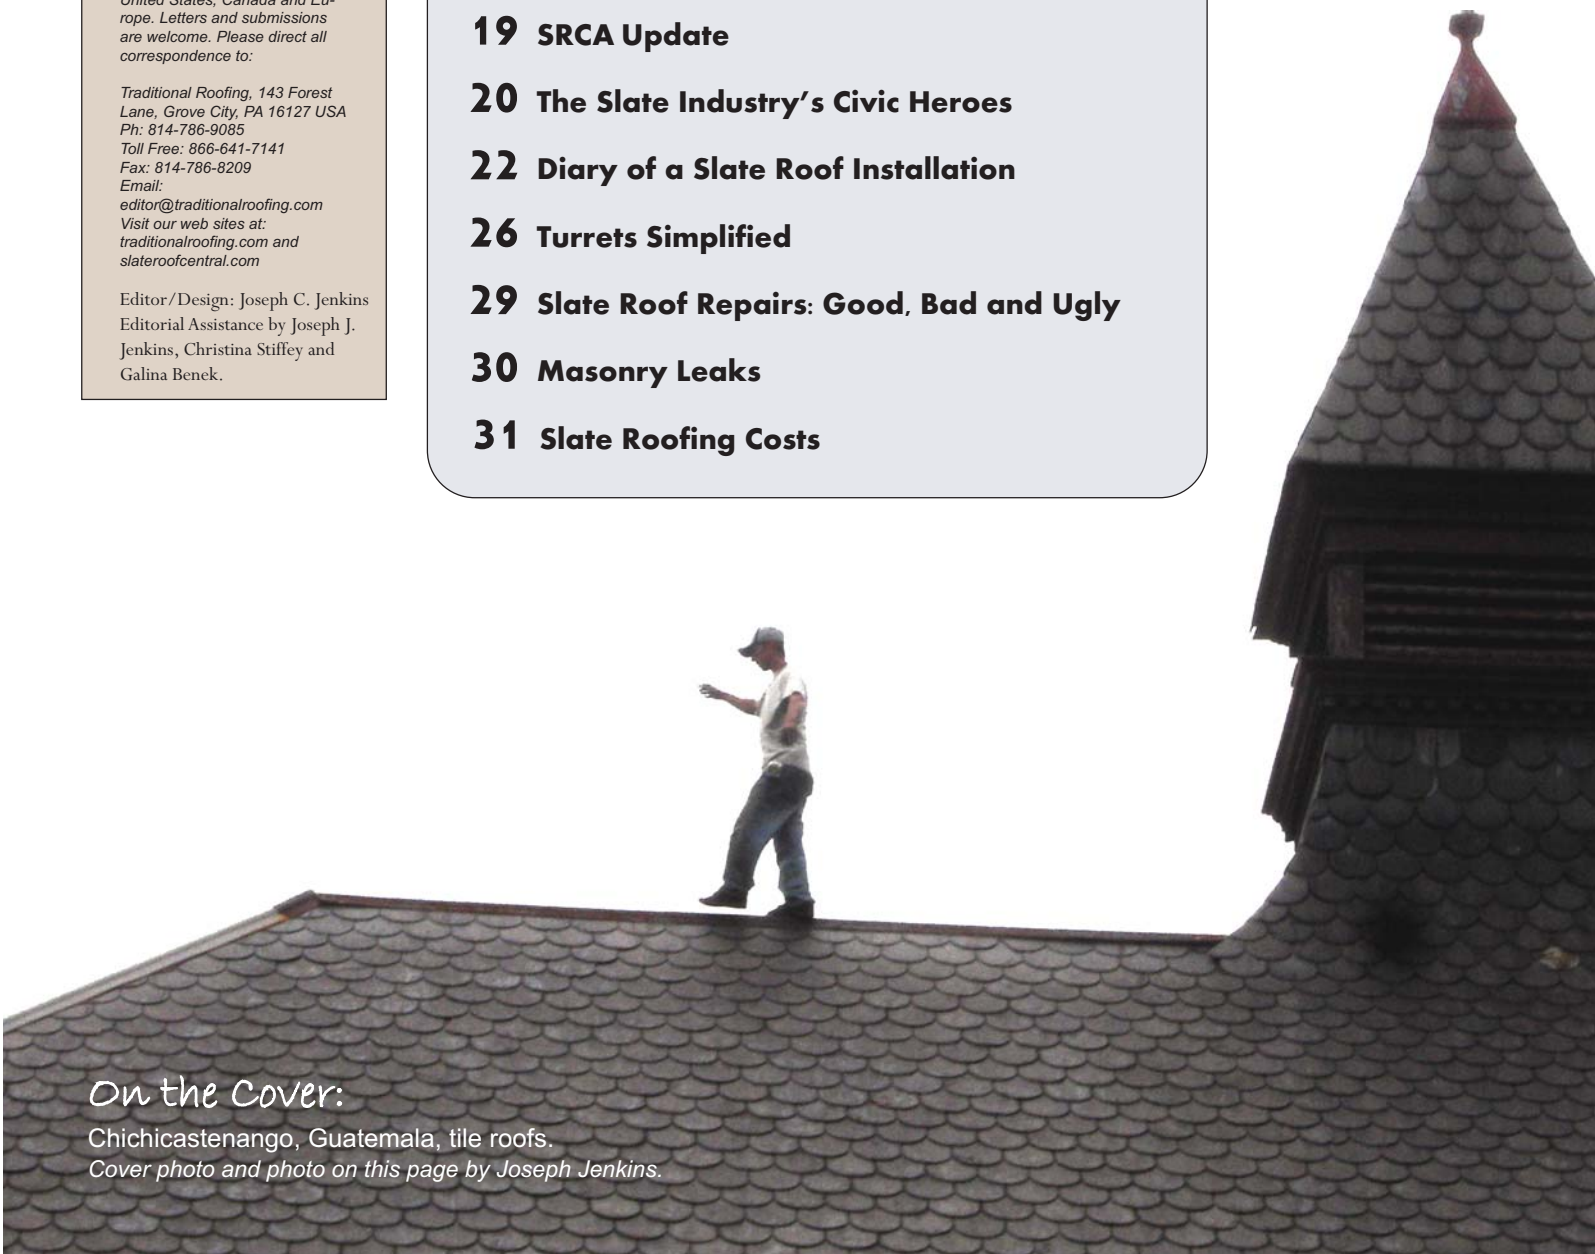 United States, Canada and Eu-
rope. Letters and submissions
are welcome. Please direct all
correspondence to:
Traditional Roofing, 143 Forest
Lane, Grove City, PA 16127 USA
Ph: 814-786-9085
Toll Free: 866-641-7141
Fax: 814-786-8209
Email:
editor@traditionalroofing.com
Visit our web sites at:
traditionalroofing.com and
slateroofcentral.com
Editor/Design: Joseph C. Jenkins
Editorial Assistance by Joseph J.
Jenkins, Christina Stiffey and
Galina Benek.
19 SRCA Update
20 The Slate Industry's Civic Heroes
22 Diary of a Slate Roof Installation
26 Turrets Simplified
29 Slate Roof Repairs: Good, Bad and Ugly
30 Masonry Leaks
31 Slate Roofing Costs
On the Cover:
Chichicastenango, Guatemala, tile roofs.
Cover photo and photo on this page by Joseph Jenkins.